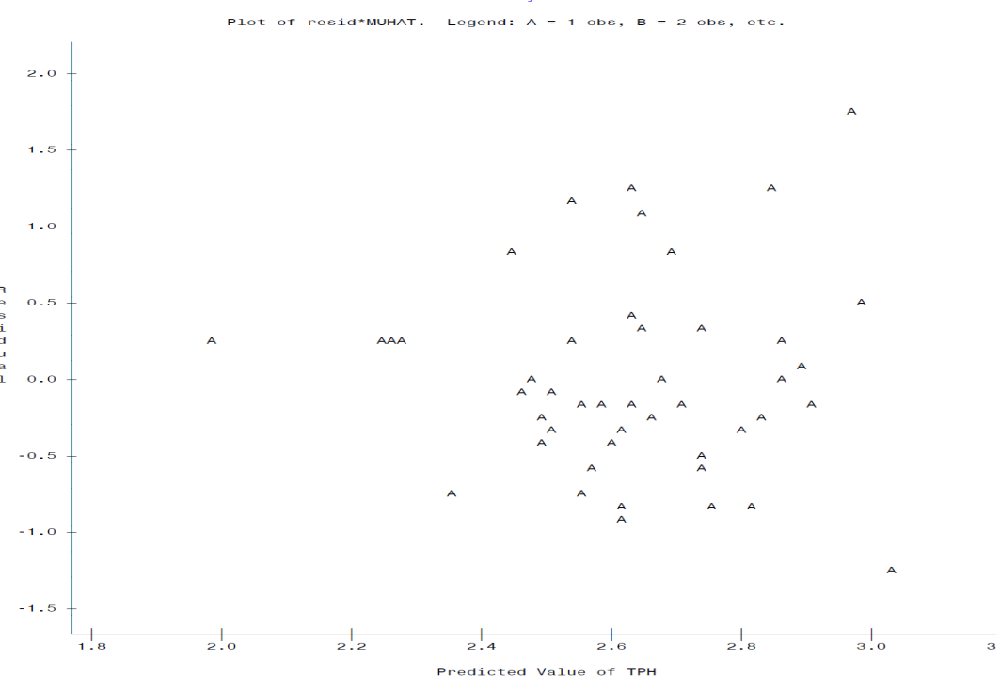 Plot of resid*MUHAT.  Legend: A = 1 obs, B = 2 obs, etc.
2.0
A
1.5
A A
A
A
1.0
A A
R
e 0.5 A
s A
i A A
d A AAA A A
u
a A
l 0.0 A A A
A A
A A A A A
A A A
A A A
A A
-0.5 A
A A
A A
A A A
A
-1.0
A
-1.5
1.8 2.0 2.2 2.4 2.6 2.8 3.0 3
Predicted Value of TPH